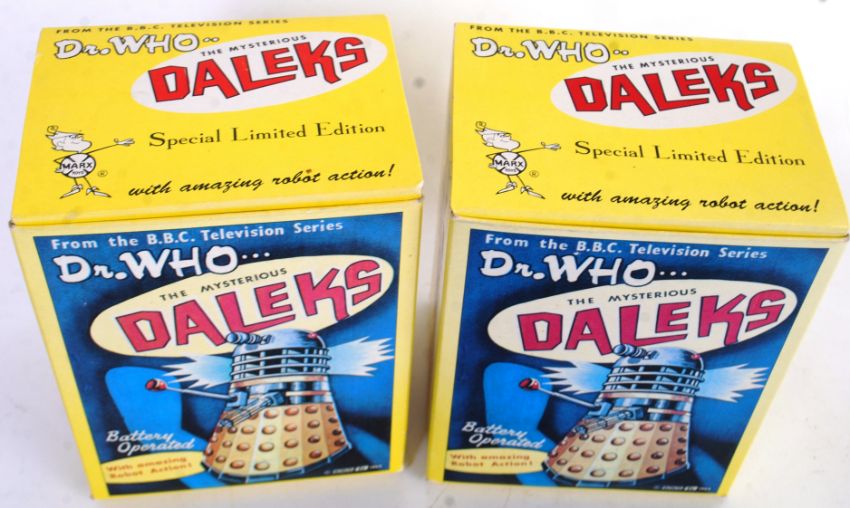 FROM THE B.B.C. TELEVISION SERIES
Dr. WHO..
THE MYSTERIOUS
DALEKS
Special Limited Edition
MARX
TOYS
®
with amazing robot action!
From the B.B.C. Television Series
Dr. WHO...
THE MYSTERIOUS
DALEKS
Battery
Operated
With amazing
Robot Action!
FROM THE B.B.C. TELEVISION SERIES
Dr. WHO..
THE MYSTERIOUS
DALEKS
Special Limited Edition
MARX
TOYS
®
with amazing robot action!
From the B.B.C. Television Series
Dr. WHO...
THE MYSTERIOUS
DALEKS
Battery
Operated
With amazing
Robot Action!